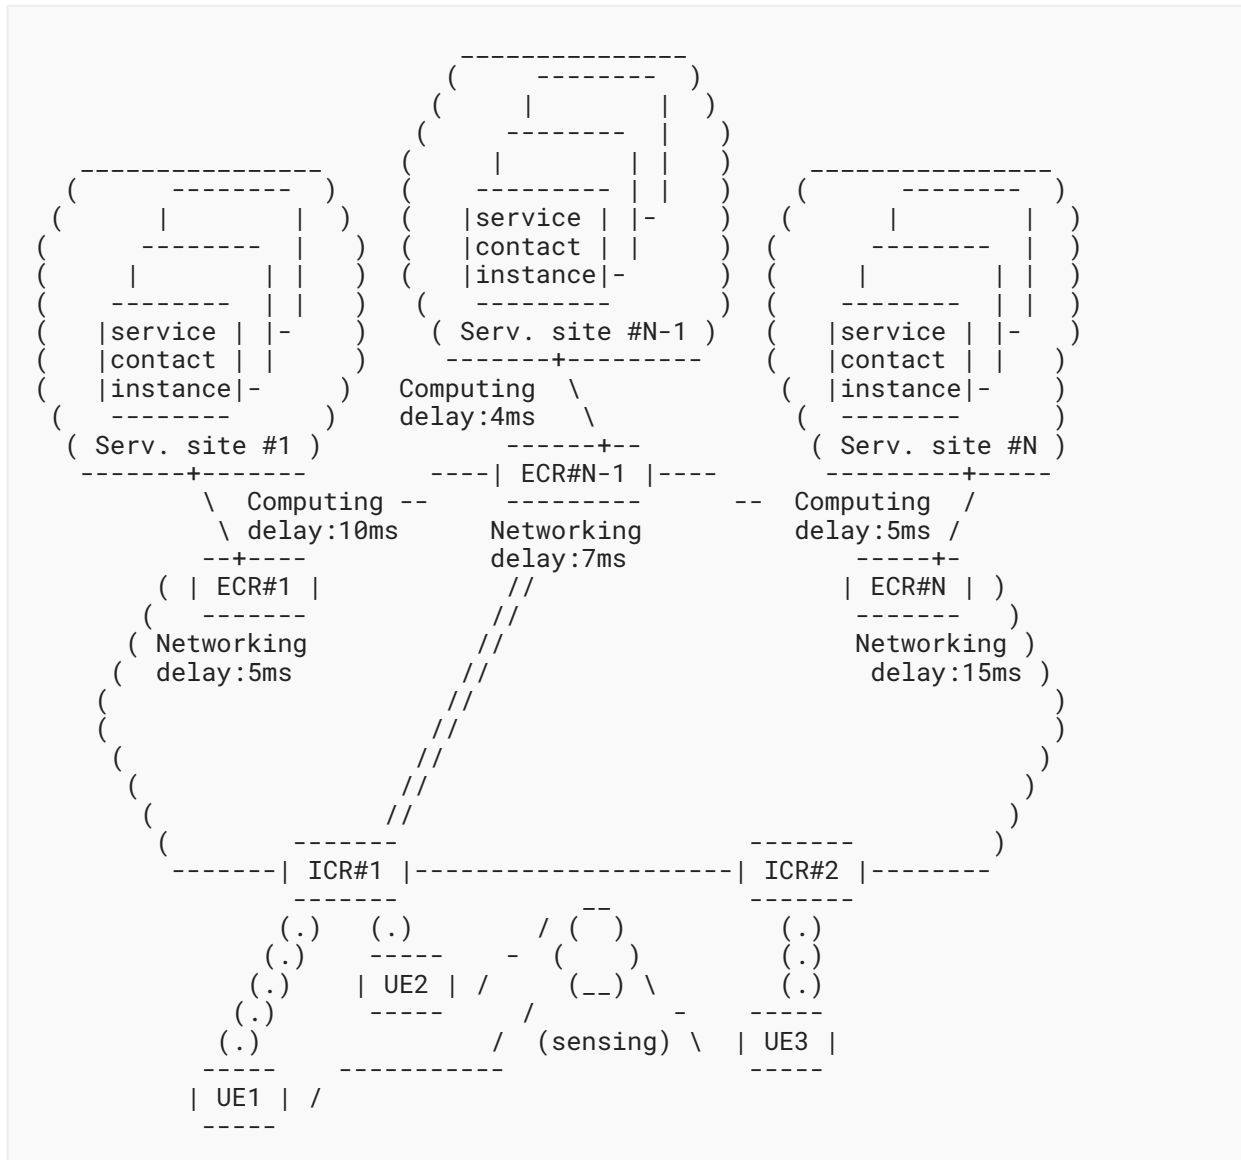 service
contact
instance
Serv. site #N-1
service
contact
instance
Serv. site #1
service
contact
instance
Serv. site #N
Computing
delay:4ms
ECR#N-1
Computing
delay:10ms
Networking
delay:7ms
Computing
delay:5ms
ECR#1
ECR#N
Networking
delay:5ms
Networking
delay:15ms
ICR#1
ICR#2
UE2
(sensing)
UE3
UE1